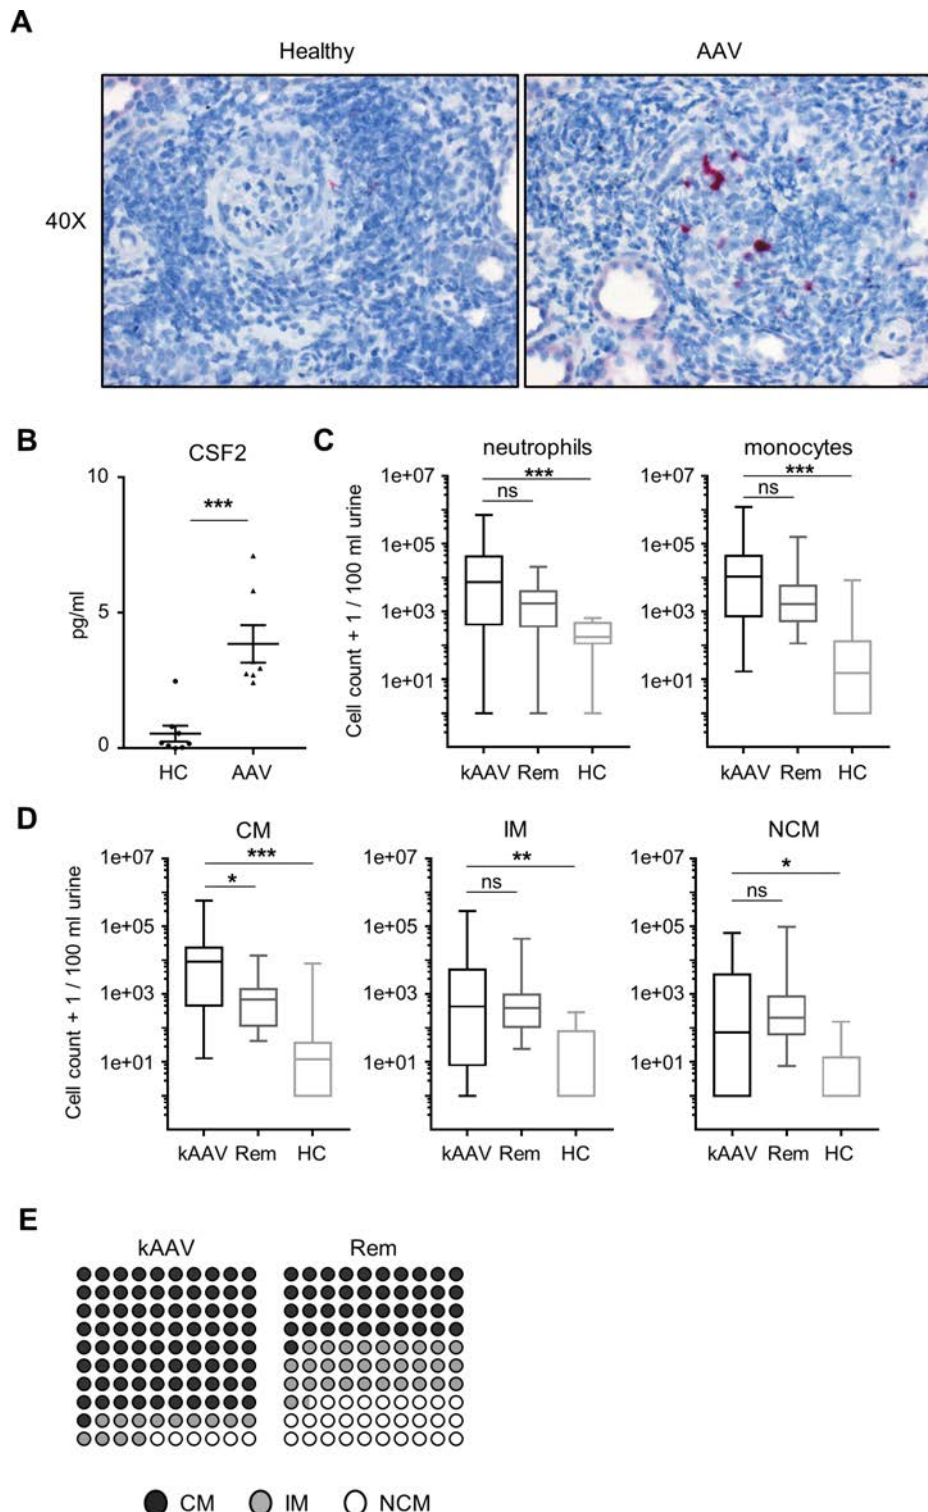 A
Healthy AAV
40X
B
CSF2
10
***
pg/ml
5
0
HC AAV
C
neutrophils monocytes
Cell count + 1 / 100 ml urine
1e+07
1e+05
1e+03
1e+01
***
ns
kAAV Rem HC
1e+07
1e+05
1e+03
1e+01
***
ns
kAAV Rem HC
D
CM IM NCM
Cell count + 1 / 100 ml urine
1e+07
1e+05
1e+03
1e+01
***
*
kAAV Rem HC
1e+07
1e+05
1e+03
1e+01
**
ns
kAAV Rem HC
1e+07
1e+05
1e+03
1e+01
*
ns
kAAV Rem HC
E
kAAV Rem
CM IM NCM